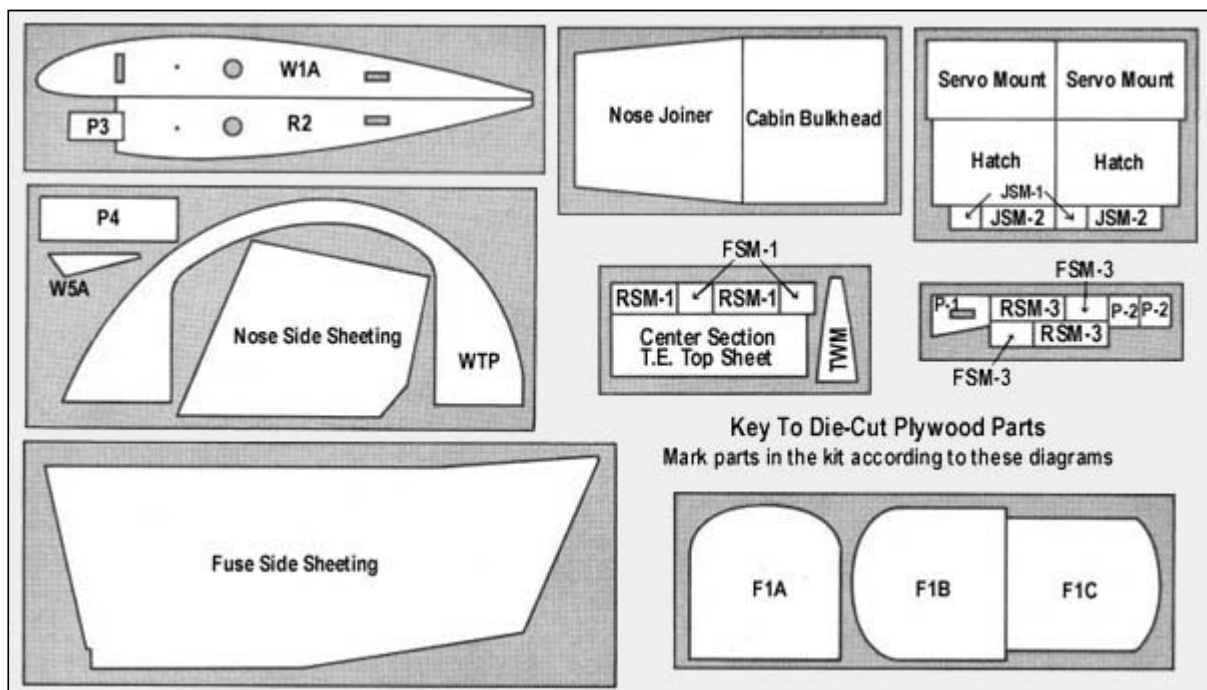 W1A
R2
P3
Nose Joiner
Cabin Bulkhead
Servo Mount
Servo Mount
Hatch
Hatch
JSM-1
JSM-2
JSM-2
P4
W5A
Nose Side Sheeting
WTP
FSM-1
RSM-1
RSM-1
Center Section
T.E. Top Sheet
TWM
FSM-3
P-1
RSM-3
P-2
P-2
RSM-3
FSM-3
Key To Die-Cut Plywood Parts
Mark parts in the kit according to these diagrams
Fuse Side Sheeting
F1A
F1B
F1C